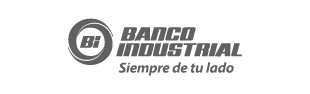 Bi
BANCO
INDUSTRIAL
Siempre de tu lado